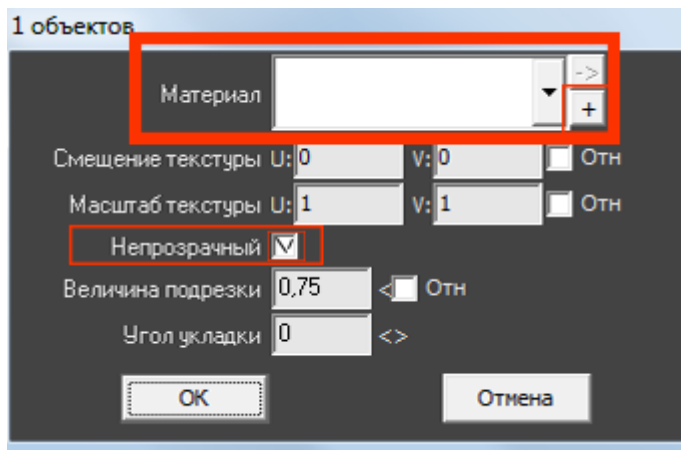 1 объектов
Материал
->
+
Смещение текстуры U: 0 V: 0 Отн
Масштаб текстуры U: 1 V: 1 Отн
Непрозрачный
Величина подрезки 0,75 < Отн
Угол укладки 0 <>
OK Отмена